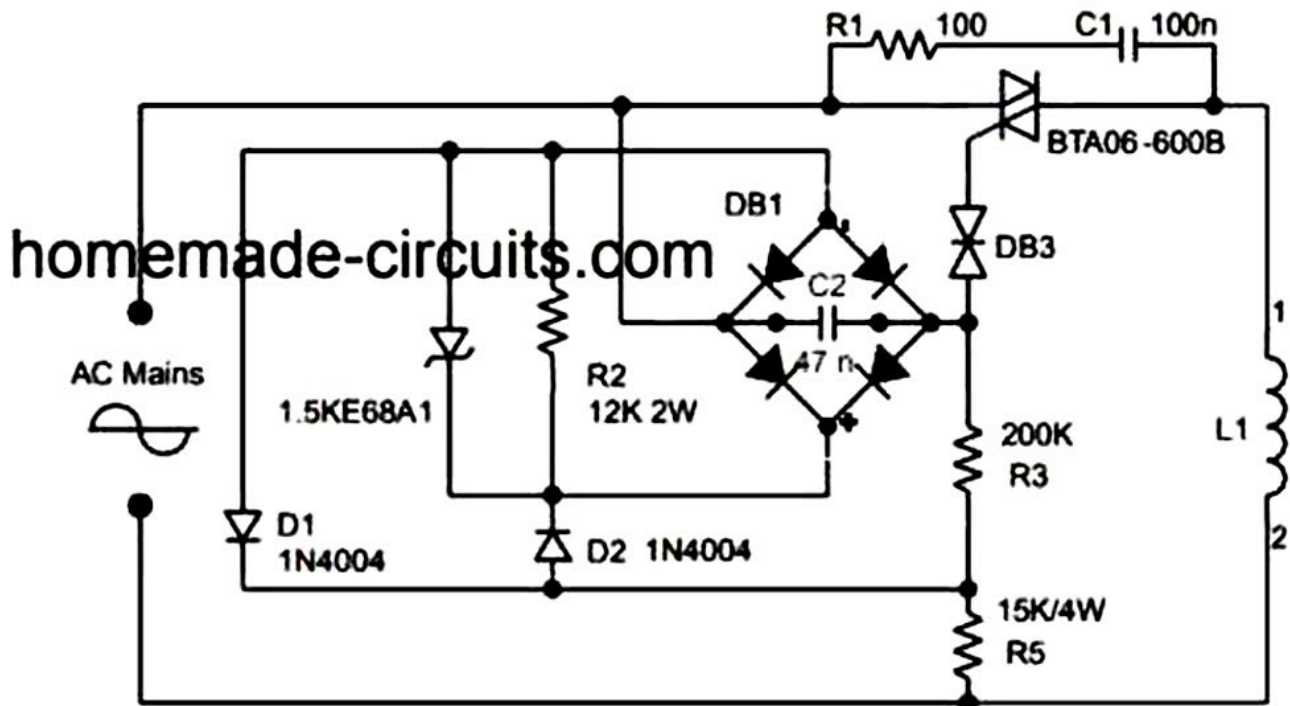 R1 100 C1 100n
BTA06-600B
DB1
DB3
homemade-circuits.com
C2
47 n
1
AC Mains
R2
12K 2W
1.5KE68A1
200K
R3
L1
2
D1
1N4004
D2 1N4004
15K/4W
R5
- 
+